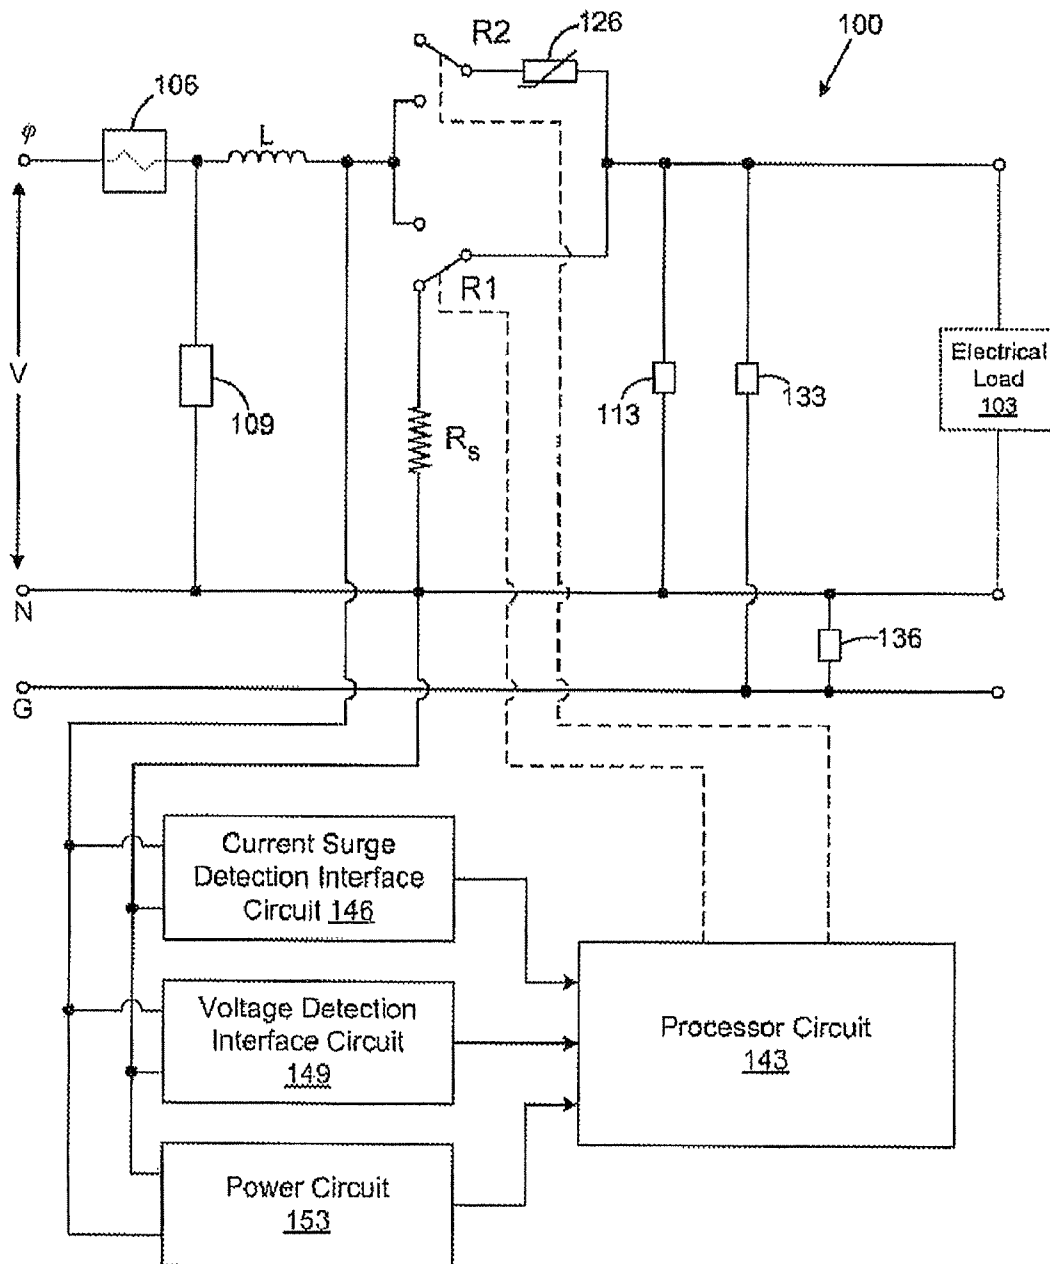 R2
126
100
106
φ
L
R1
V
109
Rs
113
133
Electrical
Load
103
N
136
G
Current Surge
Detection Interface
Circuit 146
Voltage Detection
Interface Circuit
149
Processor Circuit
143
Power Circuit
153